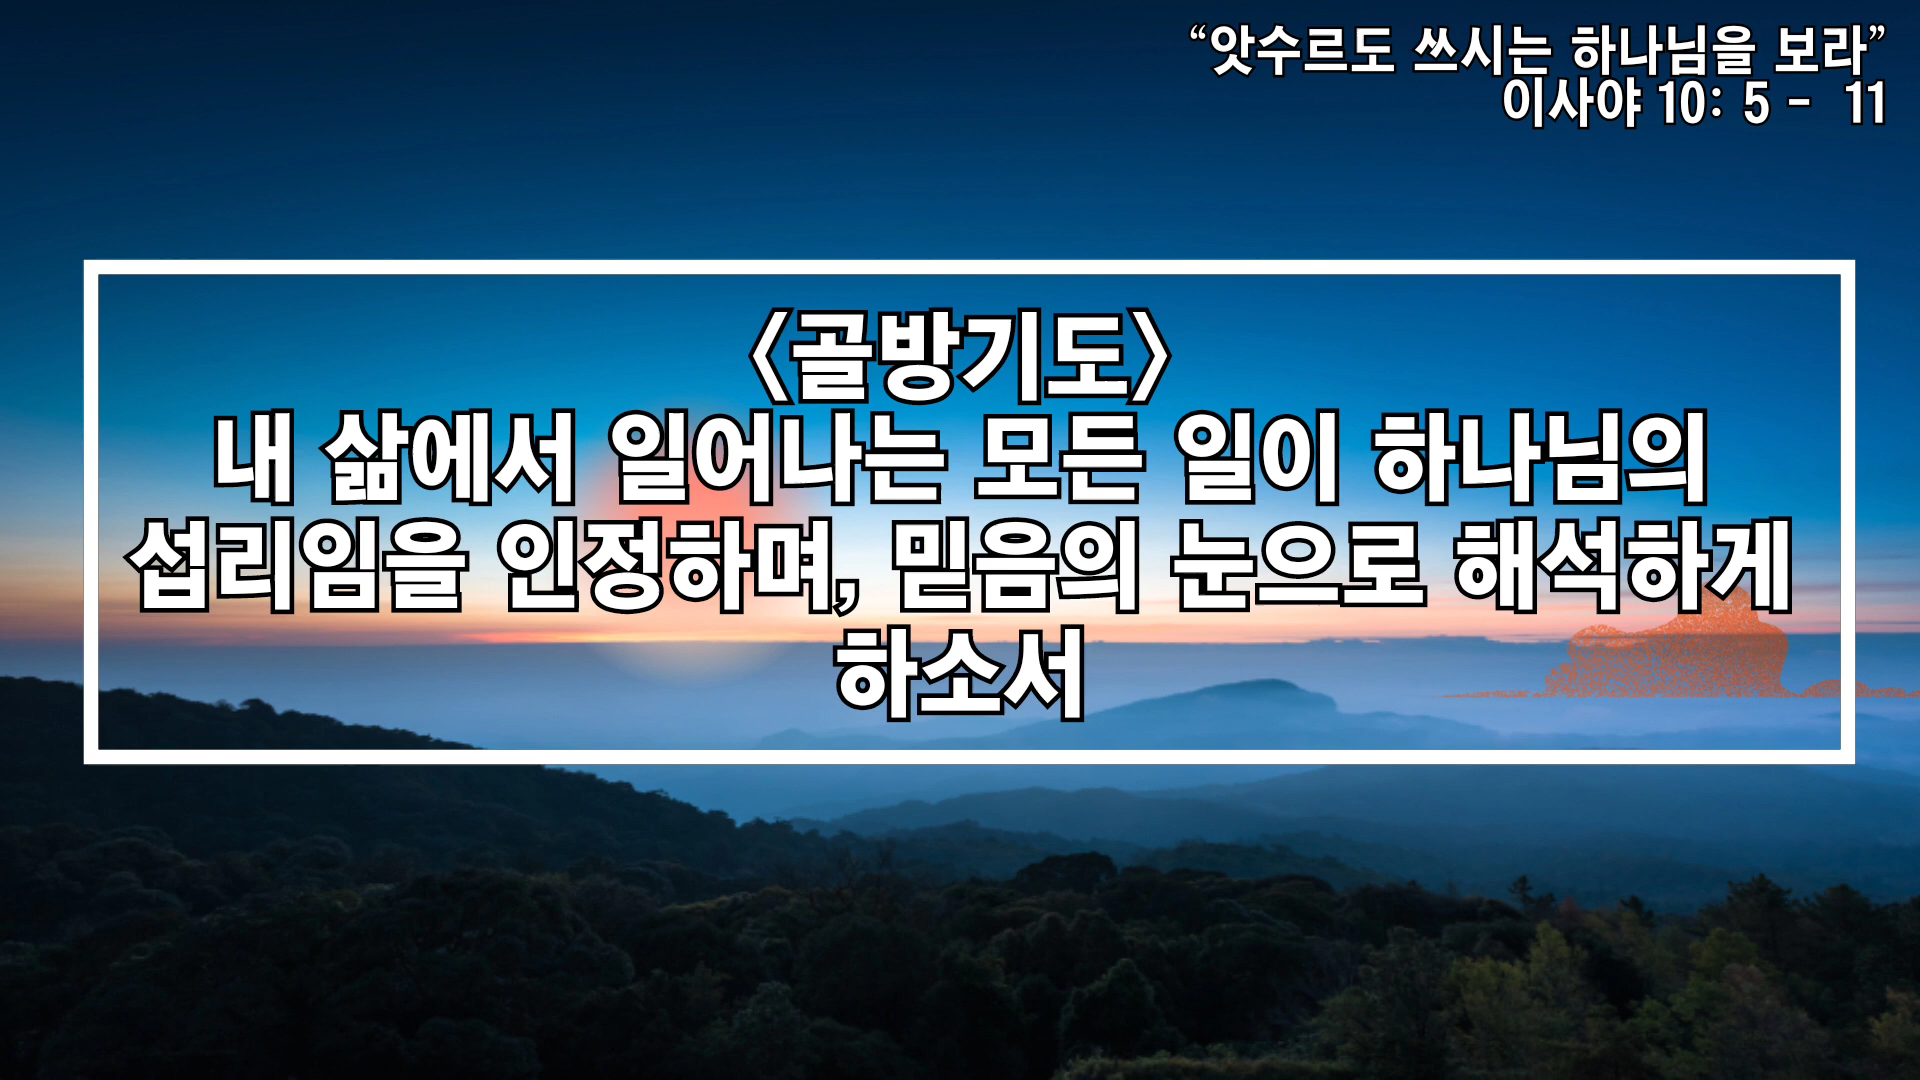 “앗수르도 쓰시는 하나님을 보라”
이사야 10: 5 - 11
<골방기도>
내 삶에서 일어나는 모든 일이 하나님의
섭리임을 인정하며, 믿음의 눈으로 해석하게
하소서